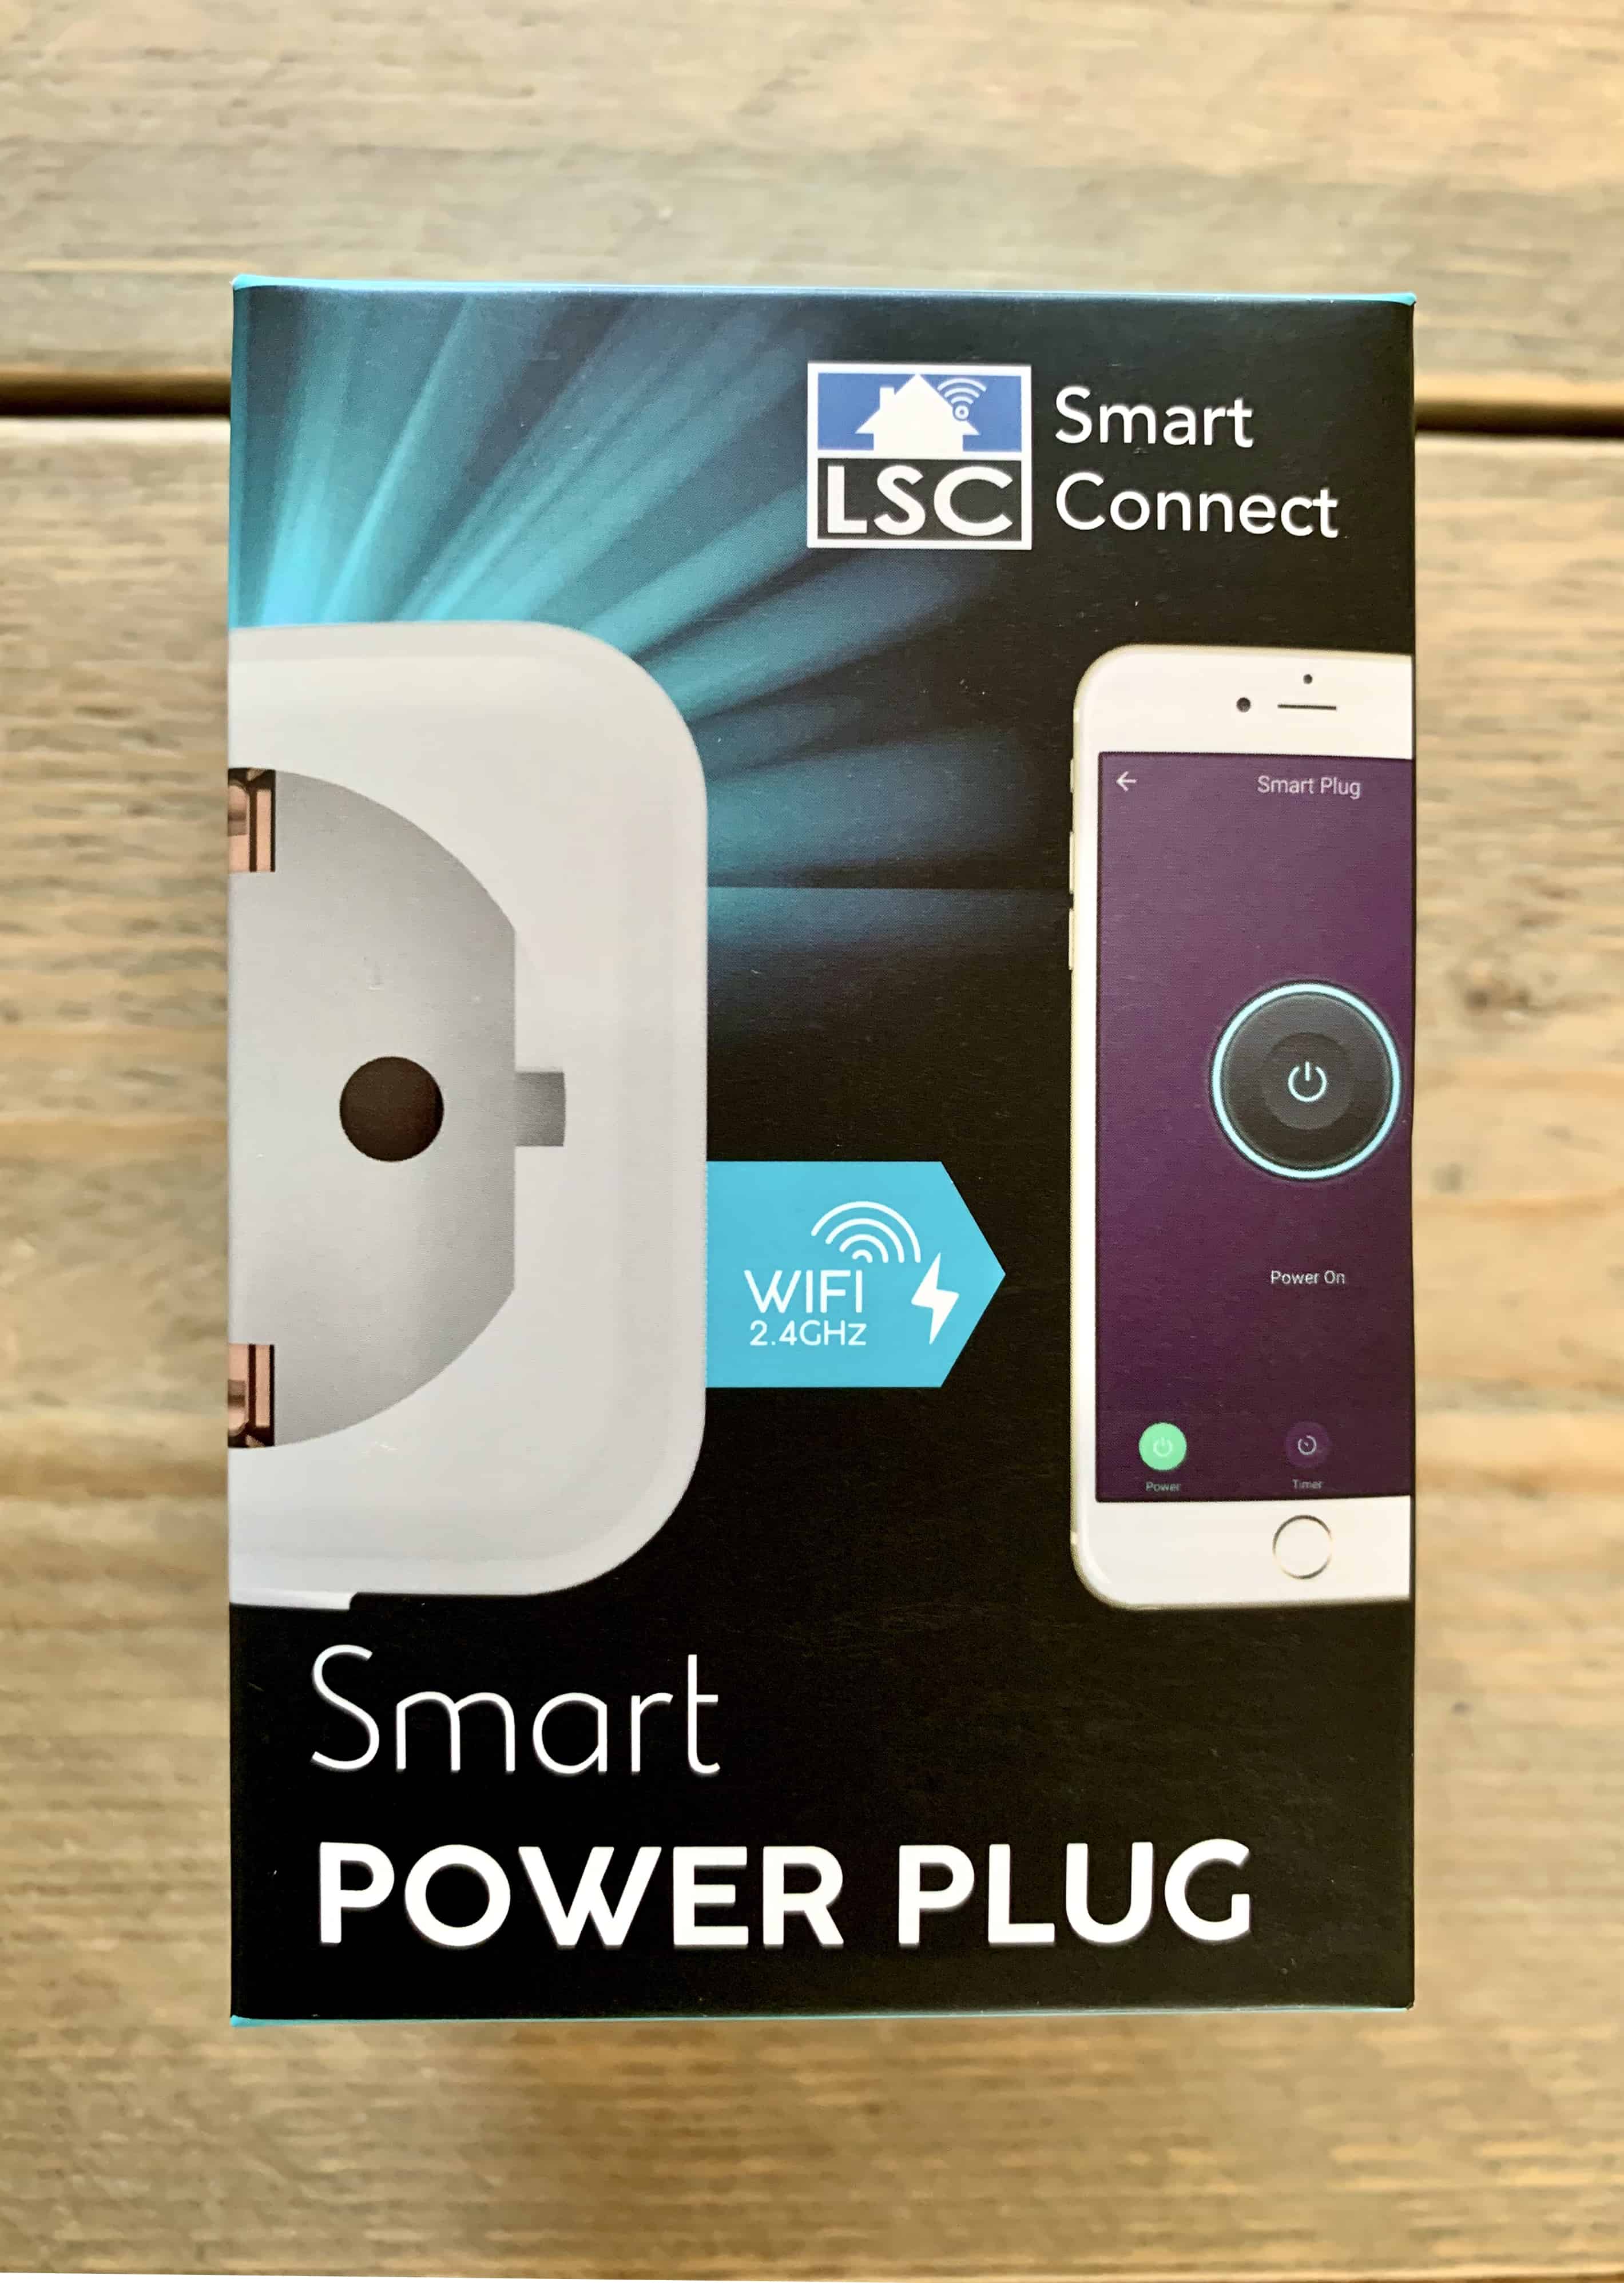 LSC
Smart
Connect
Smart Plug
Power On
WIFI
2.4GHZ
Power
Timer
Smart
POWER PLUG